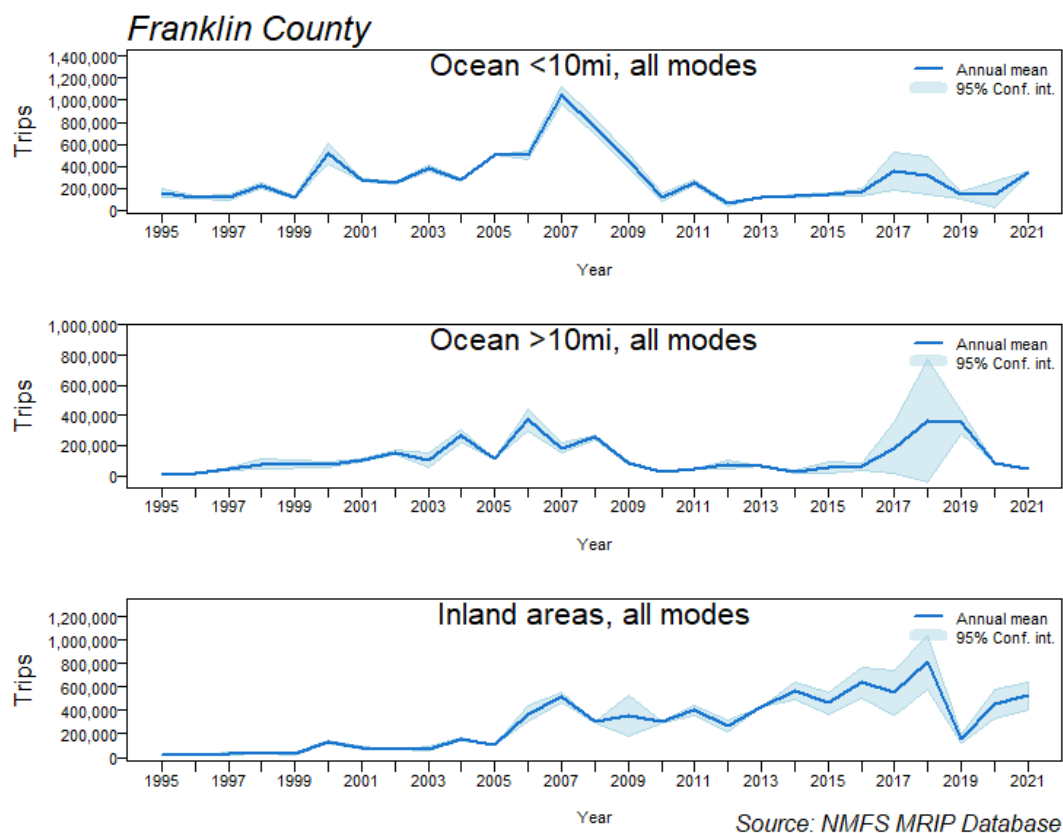 Franklin County
Ocean <10mi, all modes
Annual mean
95% Conf. int.
Trips
1,400,000
1,200,000
1,000,000
800,000
600,000
400,000
200,000
0
1995 1997 1999 2001 2003 2005 2007 2009 2011 2013 2015 2017 2019 2021
Year
Ocean >10mi, all modes
Annual mean
95% Conf. int.
Trips
1,000,000
800,000
600,000
400,000
200,000
0
1995 1997 1999 2001 2003 2005 2007 2009 2011 2013 2015 2017 2019 2021
Year
Inland areas, all modes
Annual mean
95% Conf. int.
Trips
1,200,000
1,000,000
800,000
600,000
400,000
200,000
0
1995 1997 1999 2001 2003 2005 2007 2009 2011 2013 2015 2017 2019 2021
Year
Source: NMFS MRIP Database